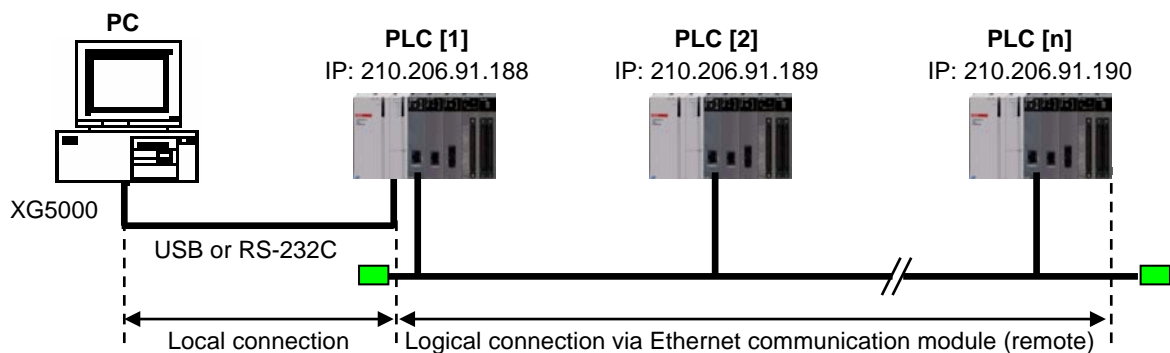 PC
PLC [1]
IP: 210.206.91.188
PLC [2]
IP: 210.206.91.189
PLC [n]
IP: 210.206.91.190
XG5000
USB or RS-232C
Local connection
Logical connection via Ethernet communication module (remote)